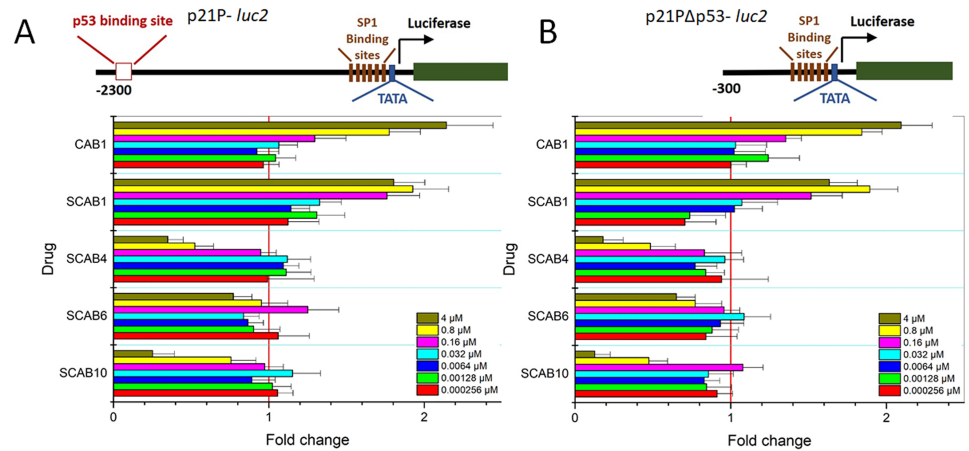 A
p21P- luc2
p53 binding site
SP1
Binding
sites
Luciferase
-2300
TATA
Drug
CAB1
SCAB1
SCAB4
SCAB6
SCAB10
4 µM
0.8 µM
0.16 µM
0.032 µM
0.0064 µM
0.00128 µM
0.000256 µM
0
1
2
Fold change
B
p21PΔp53- luc2
SP1
Binding
sites
Luciferase
-300
TATA
Drug
CAB1
SCAB1
SCAB4
SCAB6
SCAB10
4 µM
0.8 µM
0.16 µM
0.032 µM
0.0064 µM
0.00128 µM
0.000256 µM
0
1
2
Fold change